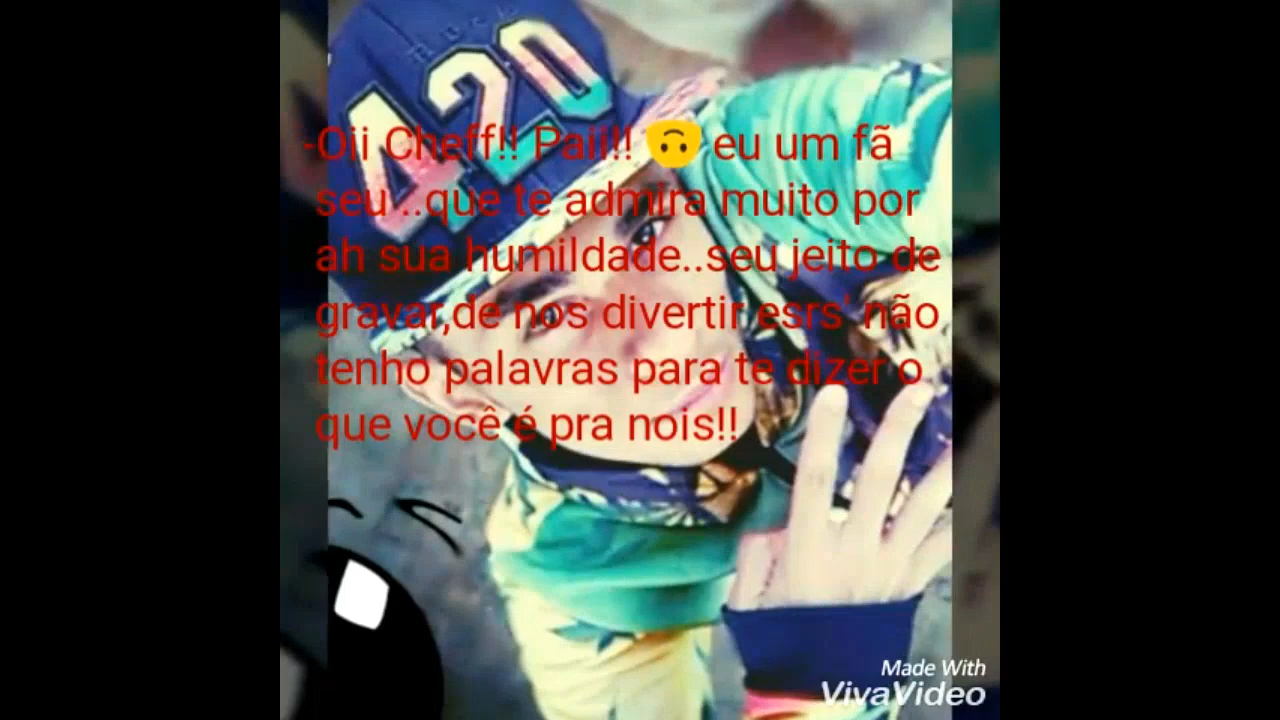 420
-Oii Cheff!! Paii!! 🙃 eu um fã
seu ..que te admira muito por
ah sua humildade..seu jeito de
gravar,de nos divertir esrs' não
tenho palavras para te dizer o
que você é pra nois!!
Made With
VivaVideo